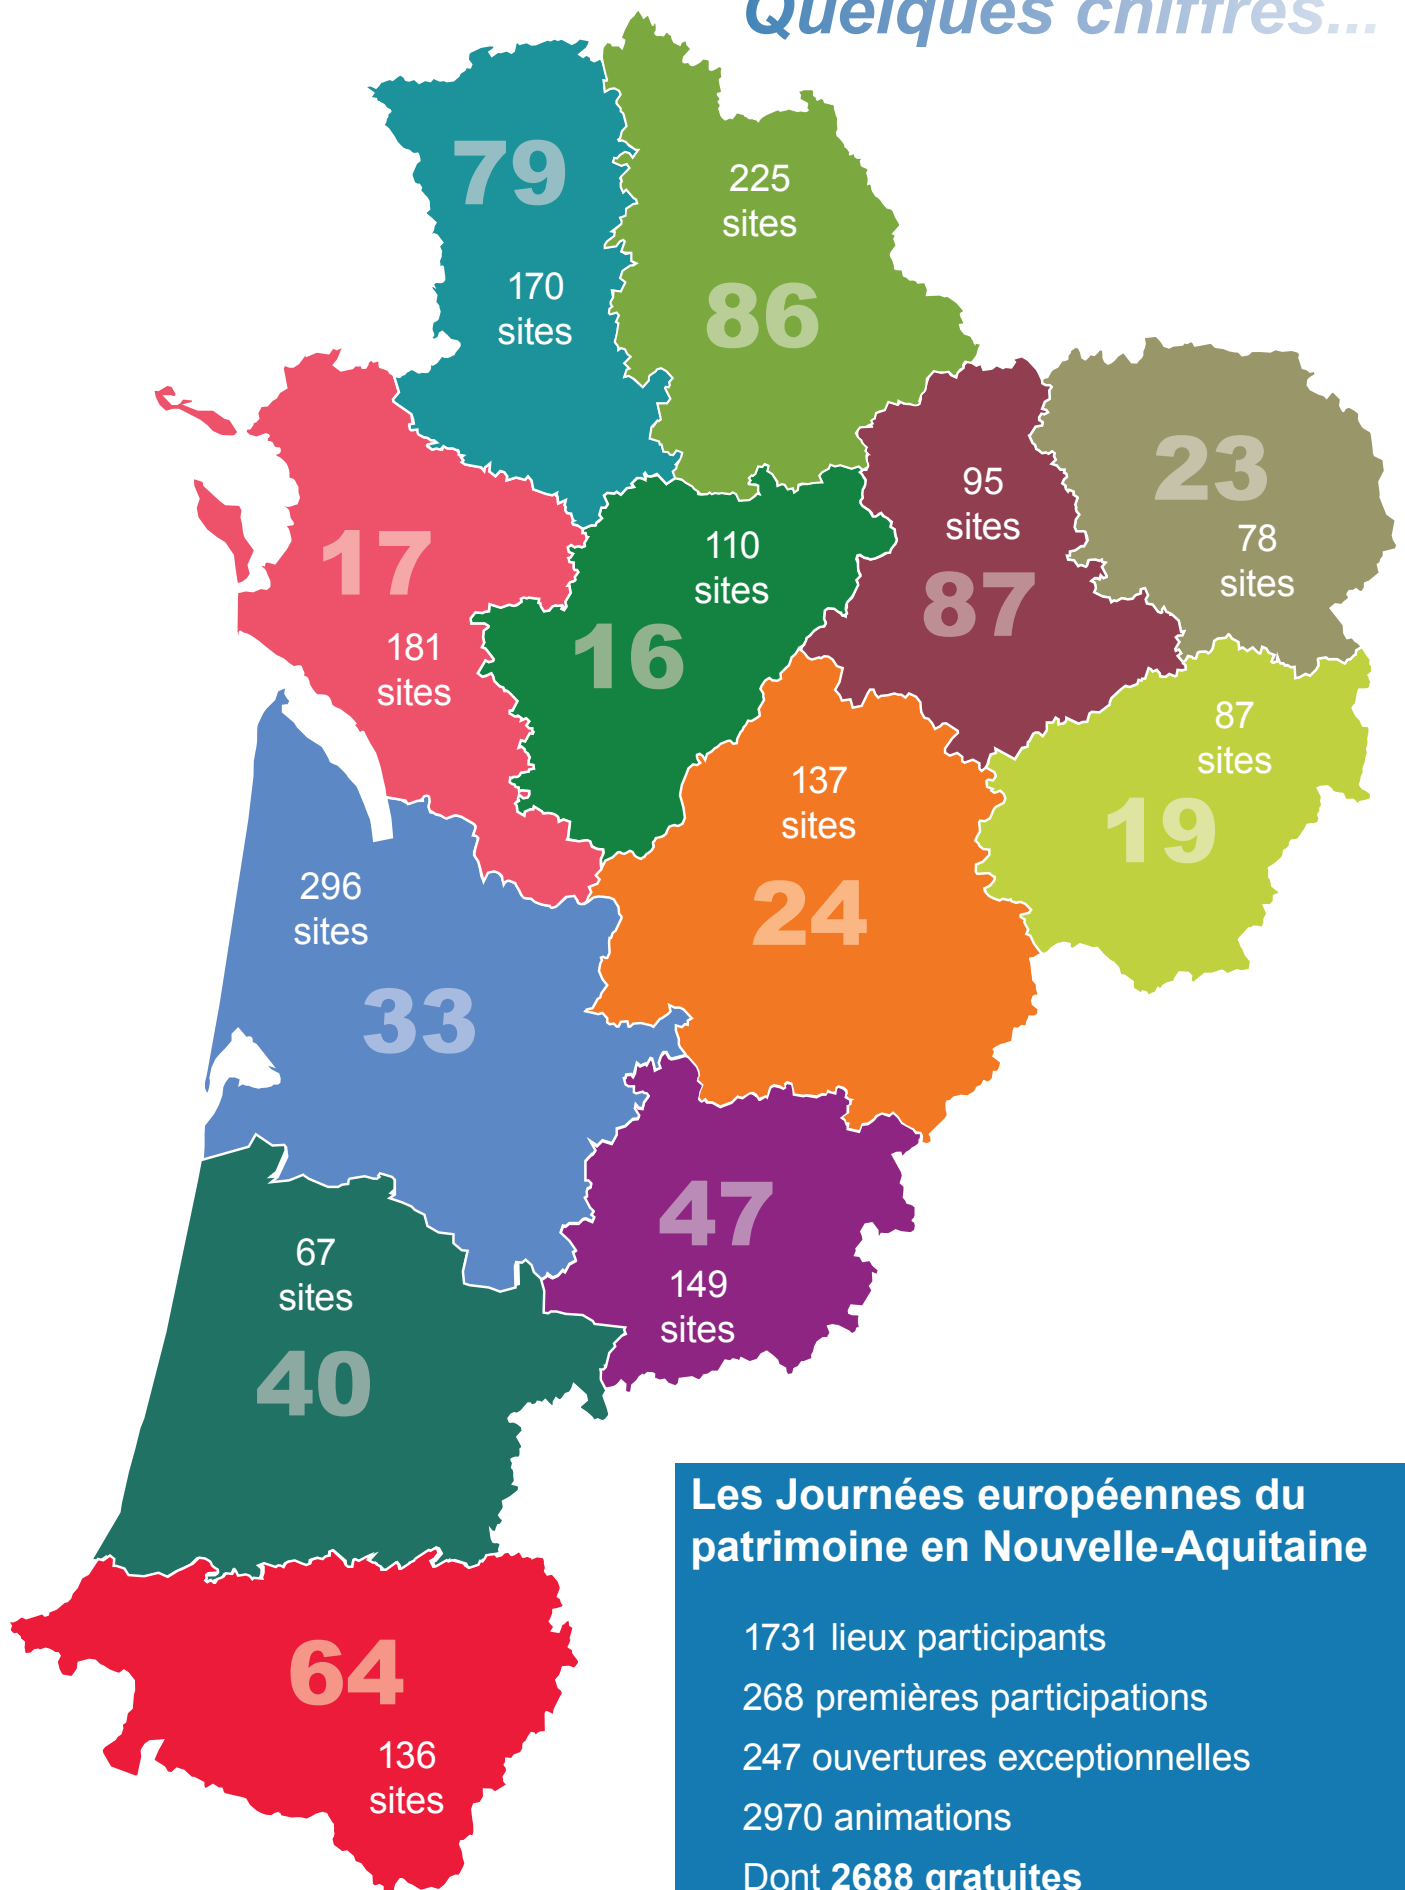 Quelques chiffres...
79
225
sites
170
sites
86
23
95
sites
17
110
sites
78
sites
87
181
sites
16
87
sites
137
sites
19
296
sites
24
33
47
67
sites
149
sites
40
Les Journées européennes du
patrimoine en Nouvelle-Aquitaine
1731 lieux participants
64
268 premières participations
136
sites
247 ouvertures exceptionnelles
2970 animations
Dont 2688 gratuites